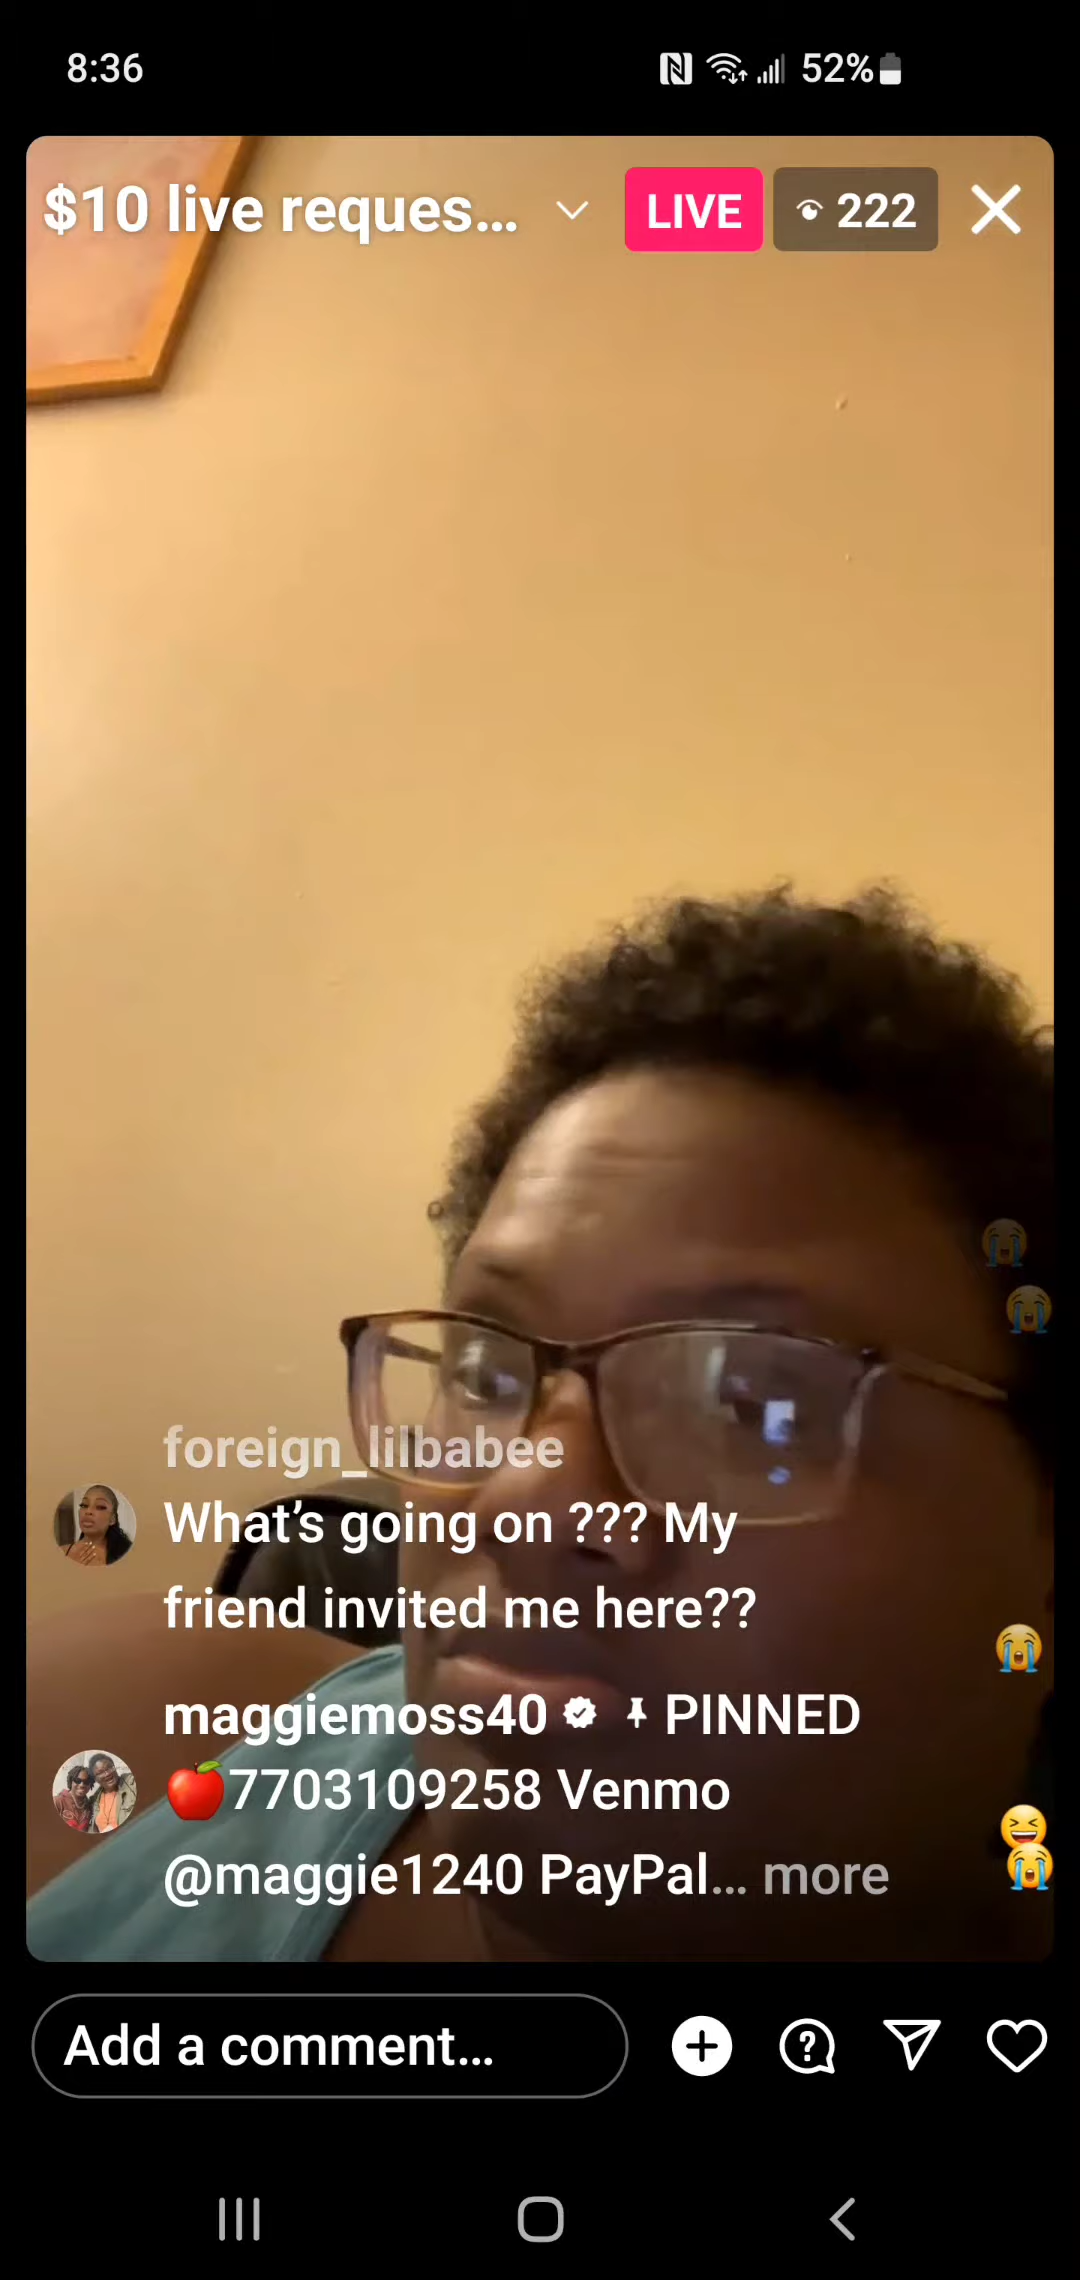 8:36 52%
$10 live reques... LIVE 222
foreign_lilbabee
What's going on ??? My
friend invited me here??
maggiemoss40 PINNED
🍎7703109258 Venmo
@maggie1240 PayPal... more
Add a comment...